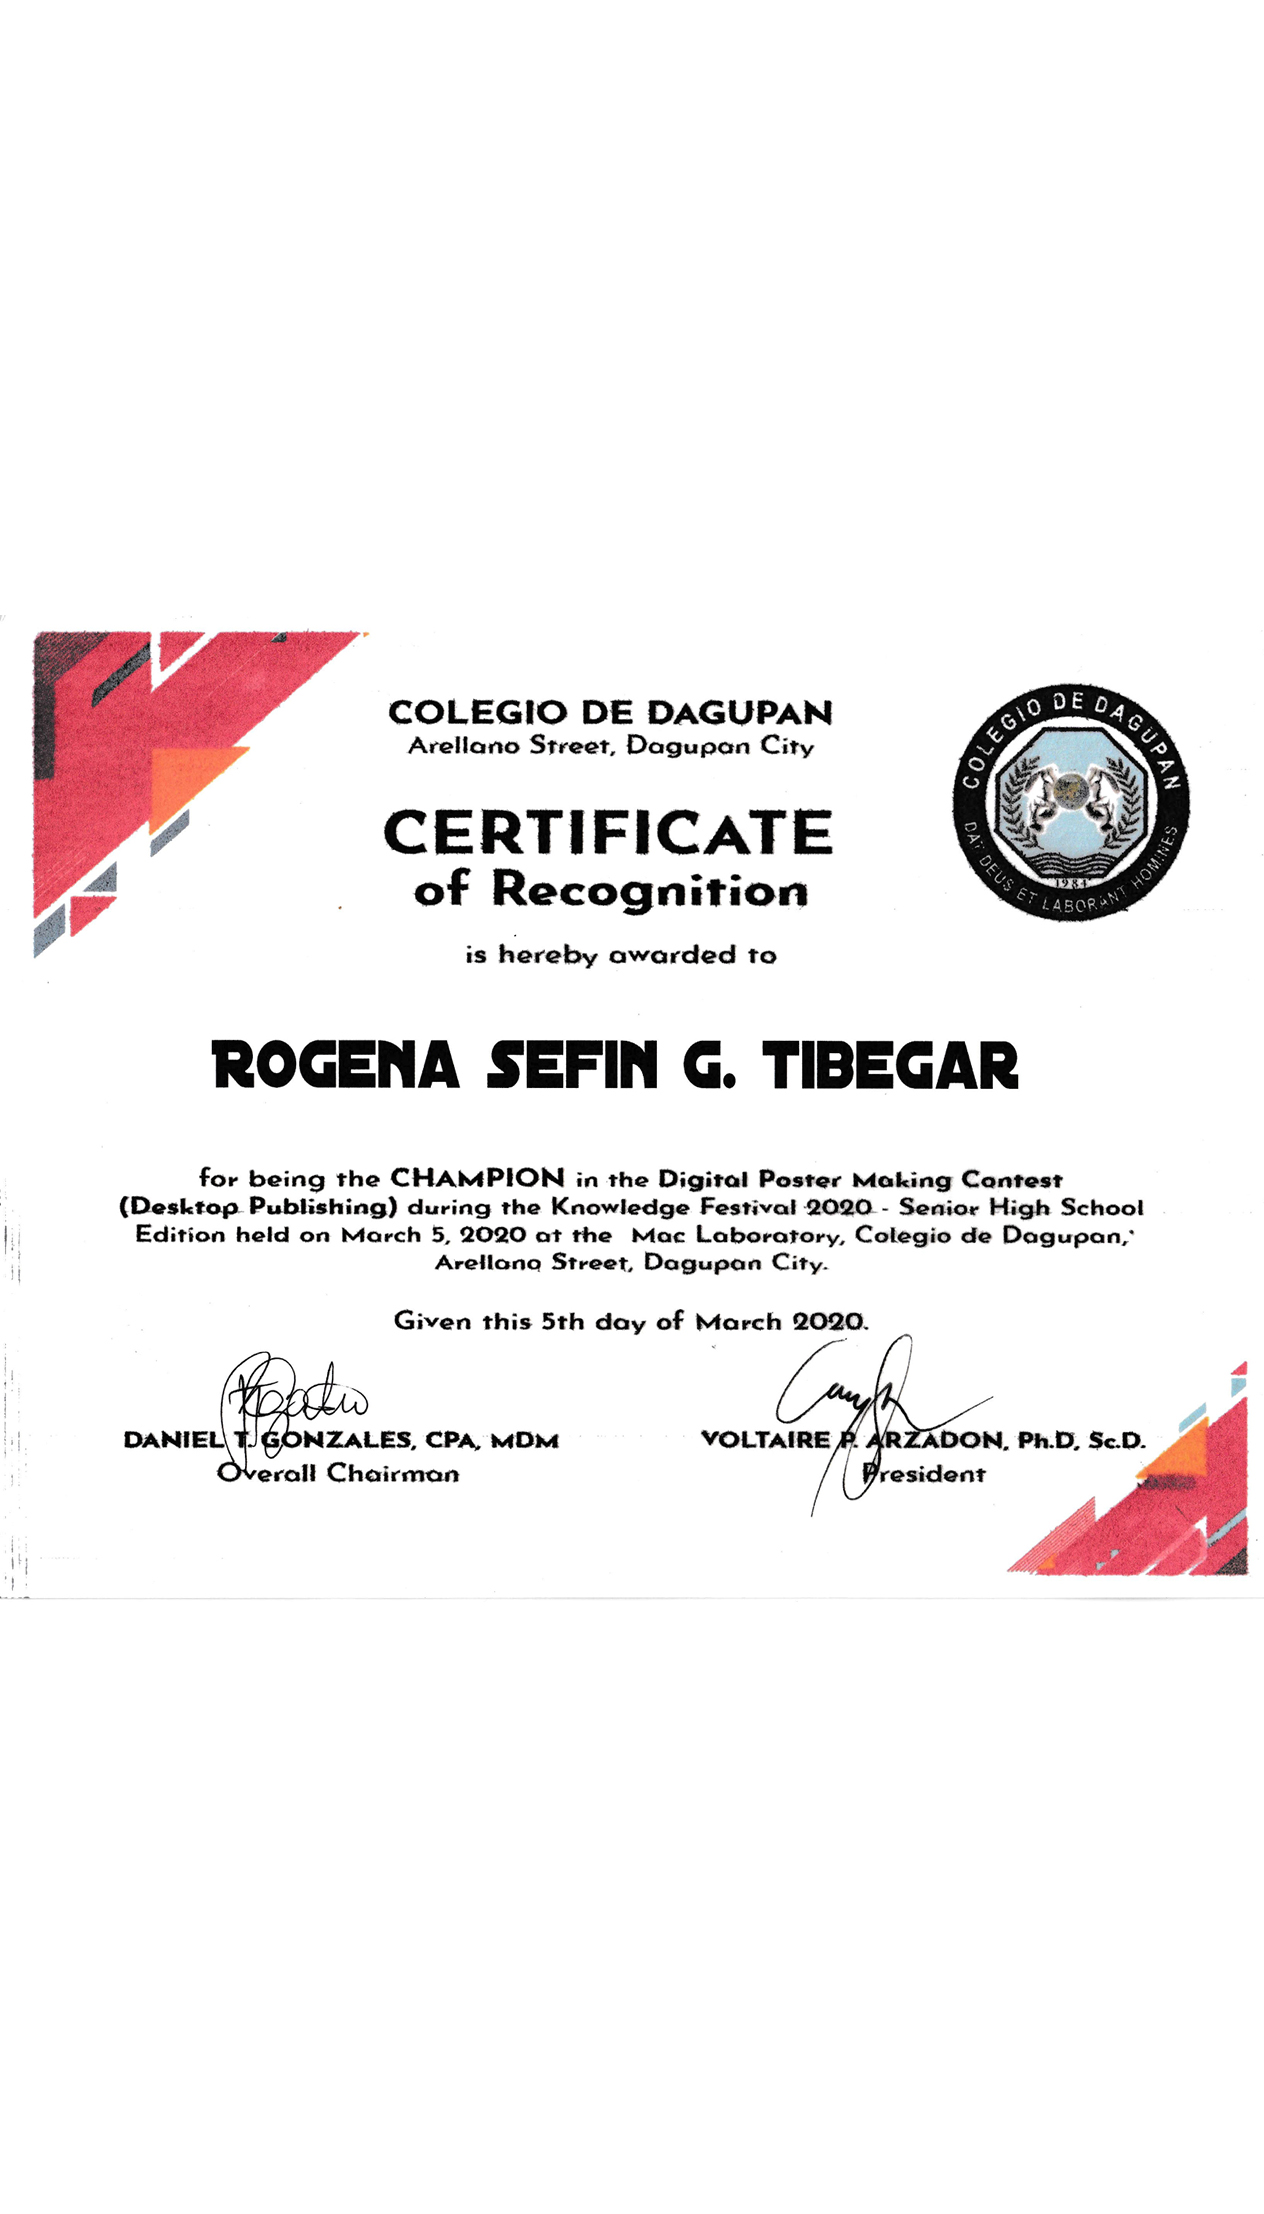 COLEGIO DE DAGUPAN
Arellano Street, Dagupan City
COLEGIO DE DAGUPAN
DAT DEUS ET LABORANT HOMINES
1984
CERTIFICATE
of Recognition
is hereby awarded to
ROGENA SEFIN G. TIBEGAR
for being the CHAMPION in the Digital Poster Making Contest
(Desktop Publishing) during the Knowledge Festival 2020 - Senior High School
Edition held on March 5, 2020 at the Mac Laboratory, Colegio de Dagupan,
Arellano Street, Dagupan City.
Given this 5th day of March 2020.
DANIEL T. GONZALES, CPA, MDM
Overall Chairman
VOLTAIRE P. ARZADON, Ph.D, Sc.D.
President